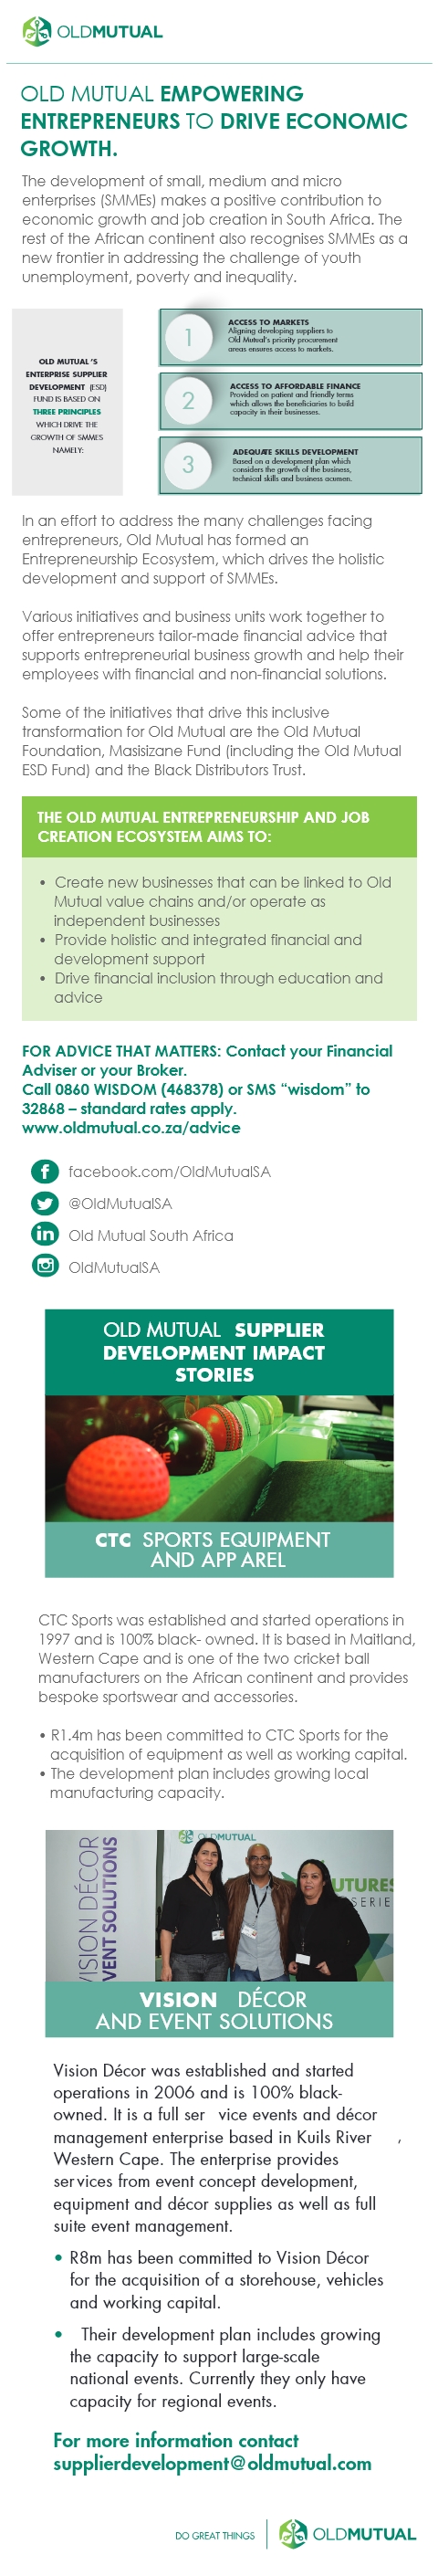 OLDMUTUAL
OLD MUTUAL EMPOWERING
ENTREPRENEURS TO DRIVE ECONOMIC
GROWTH.
The development of small, medium and micro
enterprises (SMMEs) makes a positive contribution to
economic growth and job creation in South Africa. The
rest of the African continent also recognises SMMEs as a
new frontier in addressing the challenge of youth
unemployment, poverty and inequality.
OLD MUTUAL 'S
ENTERPRISE SUPPLIER
DEVELOPMENT (ESD)
FUND IS BASED ON
THREE PRINCIPLES
WHICH DRIVE THE
GROWTH OF SMMES
NAMELY:
1
ACCESS TO MARKETS
Aligning developing suppliers to
Old Mutual's priority procurement
areas ensures access to markets.
2
ACCESS TO AFFORDABLE FINANCE
Provided on patient and friendly terms
which allows the beneficiaries to build
capacity in their businesses.
3
ADEQUATE SKILLS DEVELOPMENT
Based on a development plan which
considers the growth of the business,
technical skills and business acumen.
In an effort to address the many challenges facing
entrepreneurs, Old Mutual has formed an
Entrepreneurship Ecosystem, which drives the holistic
development and support of SMMEs.
Various initiatives and business units work together to
offer entrepreneurs tailor-made financial advice that
supports entrepreneurial business growth and help their
employees with financial and non-financial solutions.
Some of the initiatives that drive this inclusive
transformation for Old Mutual are the Old Mutual
Foundation, Masisizane Fund (including the Old Mutual
ESD Fund) and the Black Distributors Trust.
THE OLD MUTUAL ENTREPRENEURSHIP AND JOB
CREATION ECOSYSTEM AIMS TO:
• Create new businesses that can be linked to Old
Mutual value chains and/or operate as
independent businesses
• Provide holistic and integrated financial and
development support
• Drive financial inclusion through education and
advice
FOR ADVICE THAT MATTERS: Contact your Financial
Adviser or your Broker.
Call 0860 WISDOM (468378) or SMS “wisdom” to
32868 – standard rates apply.
www.oldmutual.co.za/advice
facebook.com/OldMutualSA
@OldMutualSA
Old Mutual South Africa
OldMutualSA
OLD MUTUAL SUPPLIER
DEVELOPMENT IMPACT
STORIES
CTC SPORTS EQUIPMENT
AND APP AREL
CTC Sports was established and started operations in
1997 and is 100% black- owned. It is based in Maitland,
Western Cape and is one of the two cricket ball
manufacturers on the African continent and provides
bespoke sportswear and accessories.
• R1.4m has been committed to CTC Sports for the
acquisition of equipment as well as working capital.
• The development plan includes growing local
manufacturing capacity.
OLDMUTUAL
VISION DÉCOR
VENT SOLUTIONS
UTURES
SERIE
VISION DÉCOR
AND EVENT SOLUTIONS
Vision Décor was established and started
operations in 2006 and is 100% black-
owned. It is a full ser vice events and décor
management enterprise based in Kuils River ,
Western Cape. The enterprise provides
ser vices from event concept development,
equipment and décor supplies as well as full
suite event management.
• R8m has been committed to Vision Décor
for the acquisition of a storehouse, vehicles
and working capital.
• Their development plan includes growing
the capacity to support large-scale
national events. Currently they only have
capacity for regional events.
For more information contact
supplierdevelopment@oldmutual.com
DO GREAT THINGS
OLDMUTUAL